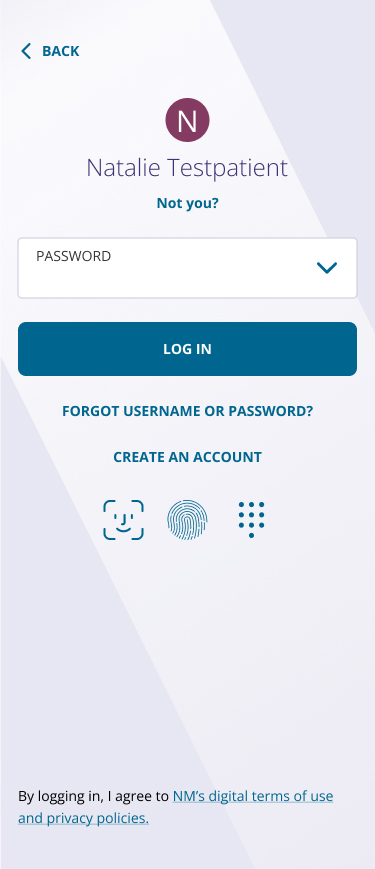 BACK
N
Natalie Testpatient
Not you?
PASSWORD
LOG IN
FORGOT USERNAME OR PASSWORD?
CREATE AN ACCOUNT
By logging in, I agree to NM’s digital terms of use
and privacy policies.